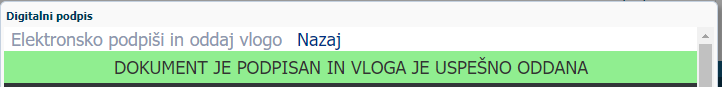 Digitalni podpis
Elektronsko podpiši in oddaj vlogo Nazaj
DOKUMENT JE PODPISAN IN VLOGA JE USPEŠNO ODDANA